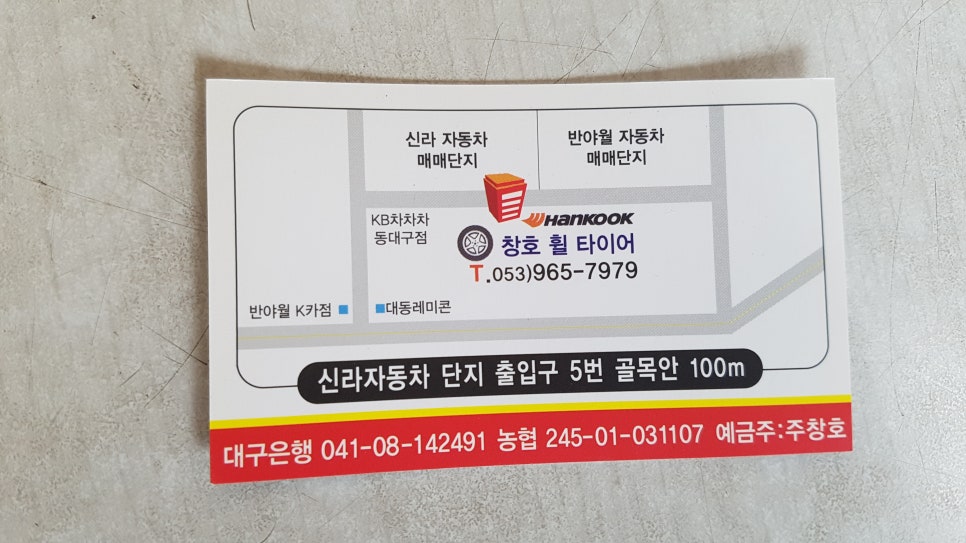 신라 자동차
매매단지
반야월 자동차
매매단지
KB차차차
동대구점
Hankook
창호 휠 타이어
T.053)965-7979
반야월 K카점
대동레미콘
신라자동차 단지 출입구 5번 골목안 100m
대구은행 041-08-142491 농협 245-01-031107 예금주:주창호